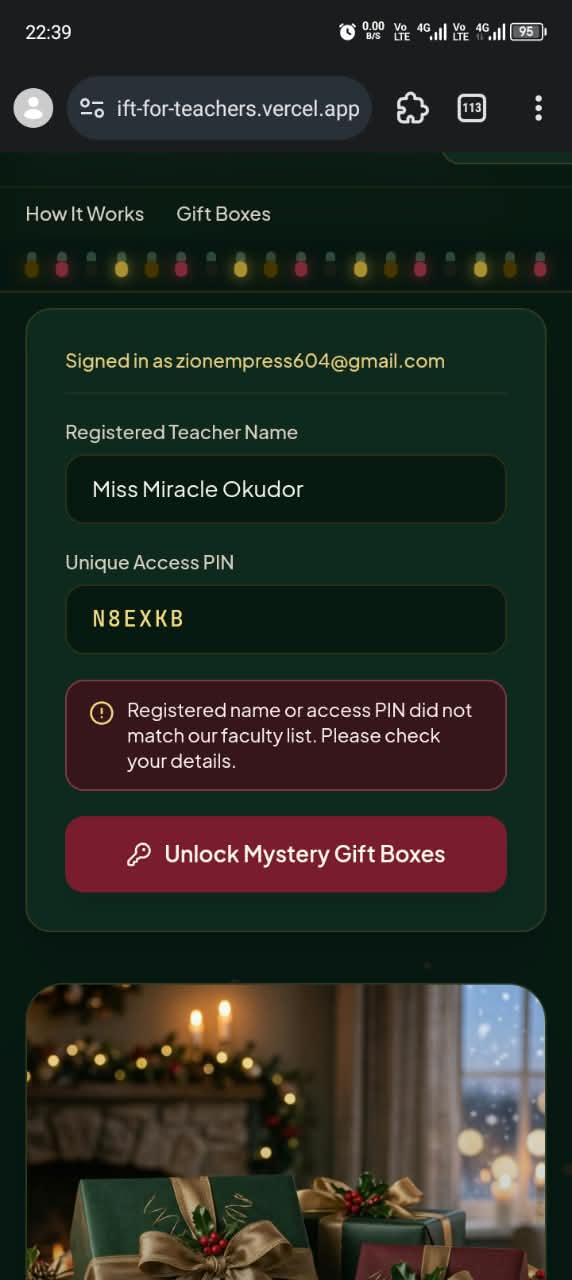 22:39
0.00
B/S
Vo
LTE
4G
Vo
LTE
4G
95
ift-for-teachers.vercel.app
113
How It Works
Gift Boxes
Signed in as zionempress604@gmail.com
Registered Teacher Name
Miss Miracle Okudor
Unique Access PIN
N8EXKB
Registered name or access PIN did not
match our faculty list. Please check
your details.
Unlock Mystery Gift Boxes